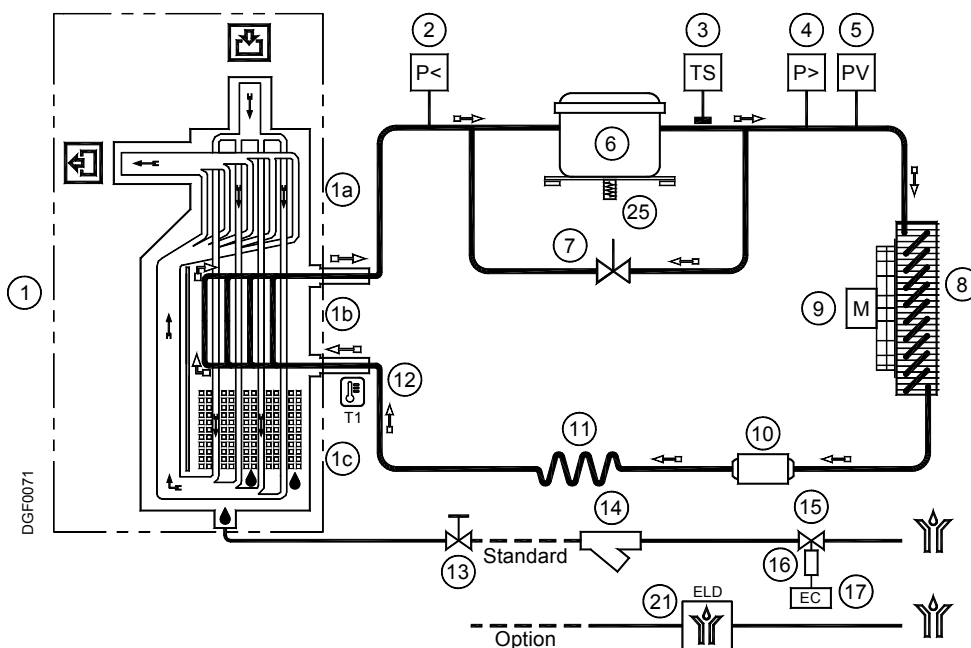 2 3 4 5
P< TS P> PV
6
1a
25
7
1 8
9 M
1b
12
T1
11 10
1c
DGF0071
14 15
Standard
13 16
EC 17
21 ELD
Option